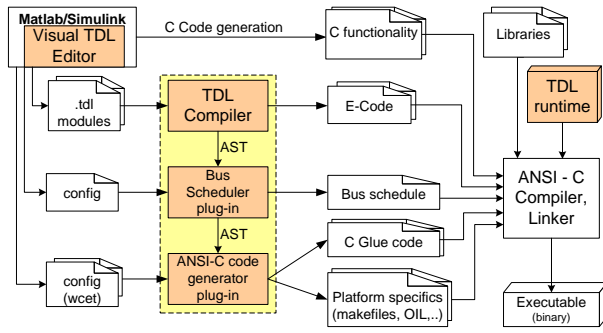 Matlab/Simulink
Visual TDL
Editor
C Code generation
C functionality
Libraries
TDL
runtime
.tdl
modules
TDL
Compiler
E-Code
AST
config
Bus
Scheduler
plug-in
Bus schedule
ANSI - C
Compiler,
Linker
AST
C Glue code
config
(wcet)
ANSI-C code
generator
plug-in
Platform specifics
(makefiles, OIL,..)
Executable
(binary)